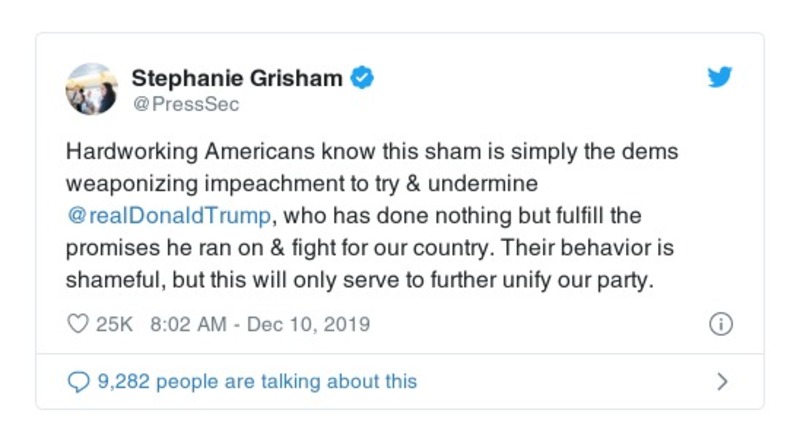 Stephanie Grisham
@PressSec
Hardworking Americans know this sham is simply the dems
weaponizing impeachment to try & undermine
@realDonaldTrump, who has done nothing but fulfill the
promises he ran on & fight for our country. Their behavior is
shameful, but this will only serve to further unify our party.
25K 8:02 AM - Dec 10, 2019
9,282 people are talking about this